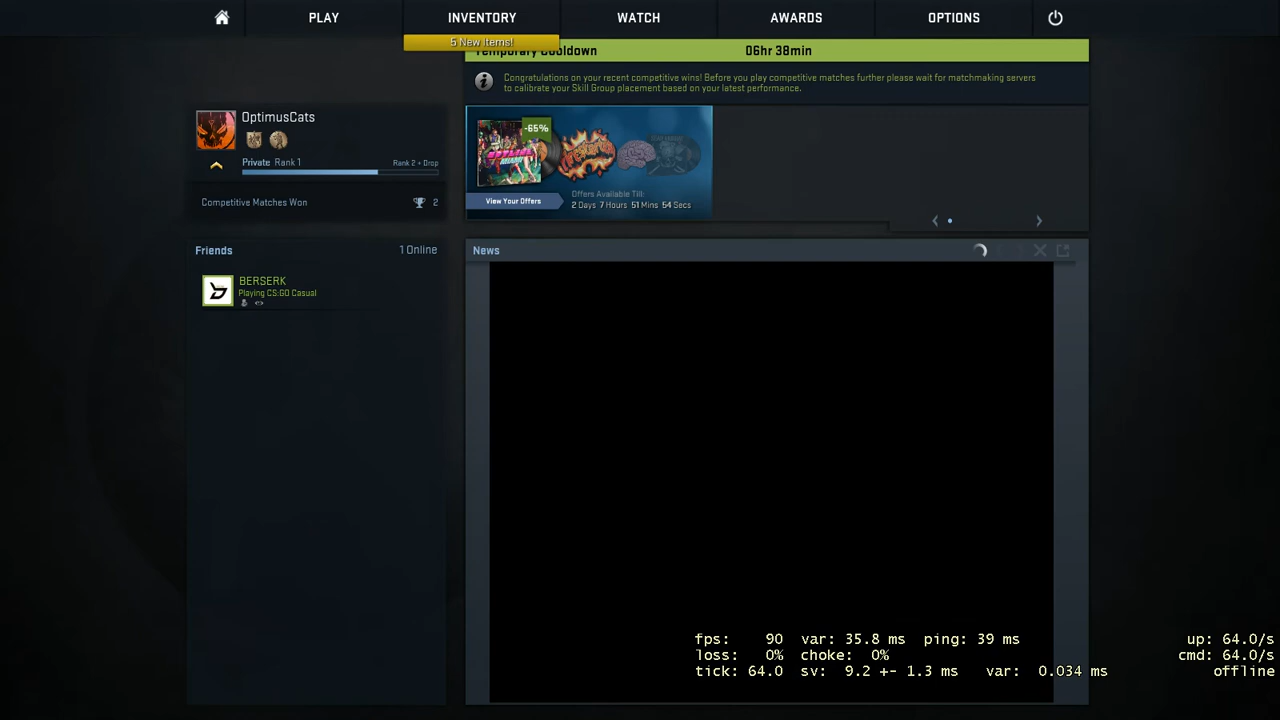 PLAY
INVENTORY
WATCH
AWARDS
OPTIONS
5 New Items!
Temporary Cooldown
06hr 38min
Congratulations on your recent competitive wins! Before you play competitive matches further please wait for matchmaking servers
to calibrate your Skill Group placement based on your latest performance.
OptimusCats
Private Rank 1
Rank 2 + Drop
Competitive Matches Won
2
-65%
View Your Offers
Offers Available Till:
2 Days 7 Hours 51 Mins 54 Secs
Friends
1 Online
BERSERK
Playing CS:GO Casual
News
fps: 90 var: 35.8 ms ping: 39 ms
up: 64.0/s
loss: 0% choke: 0%
cmd: 64.0/s
tick: 64.0 sv: 9.2 +- 1.3 ms var: 0.034 ms
offline